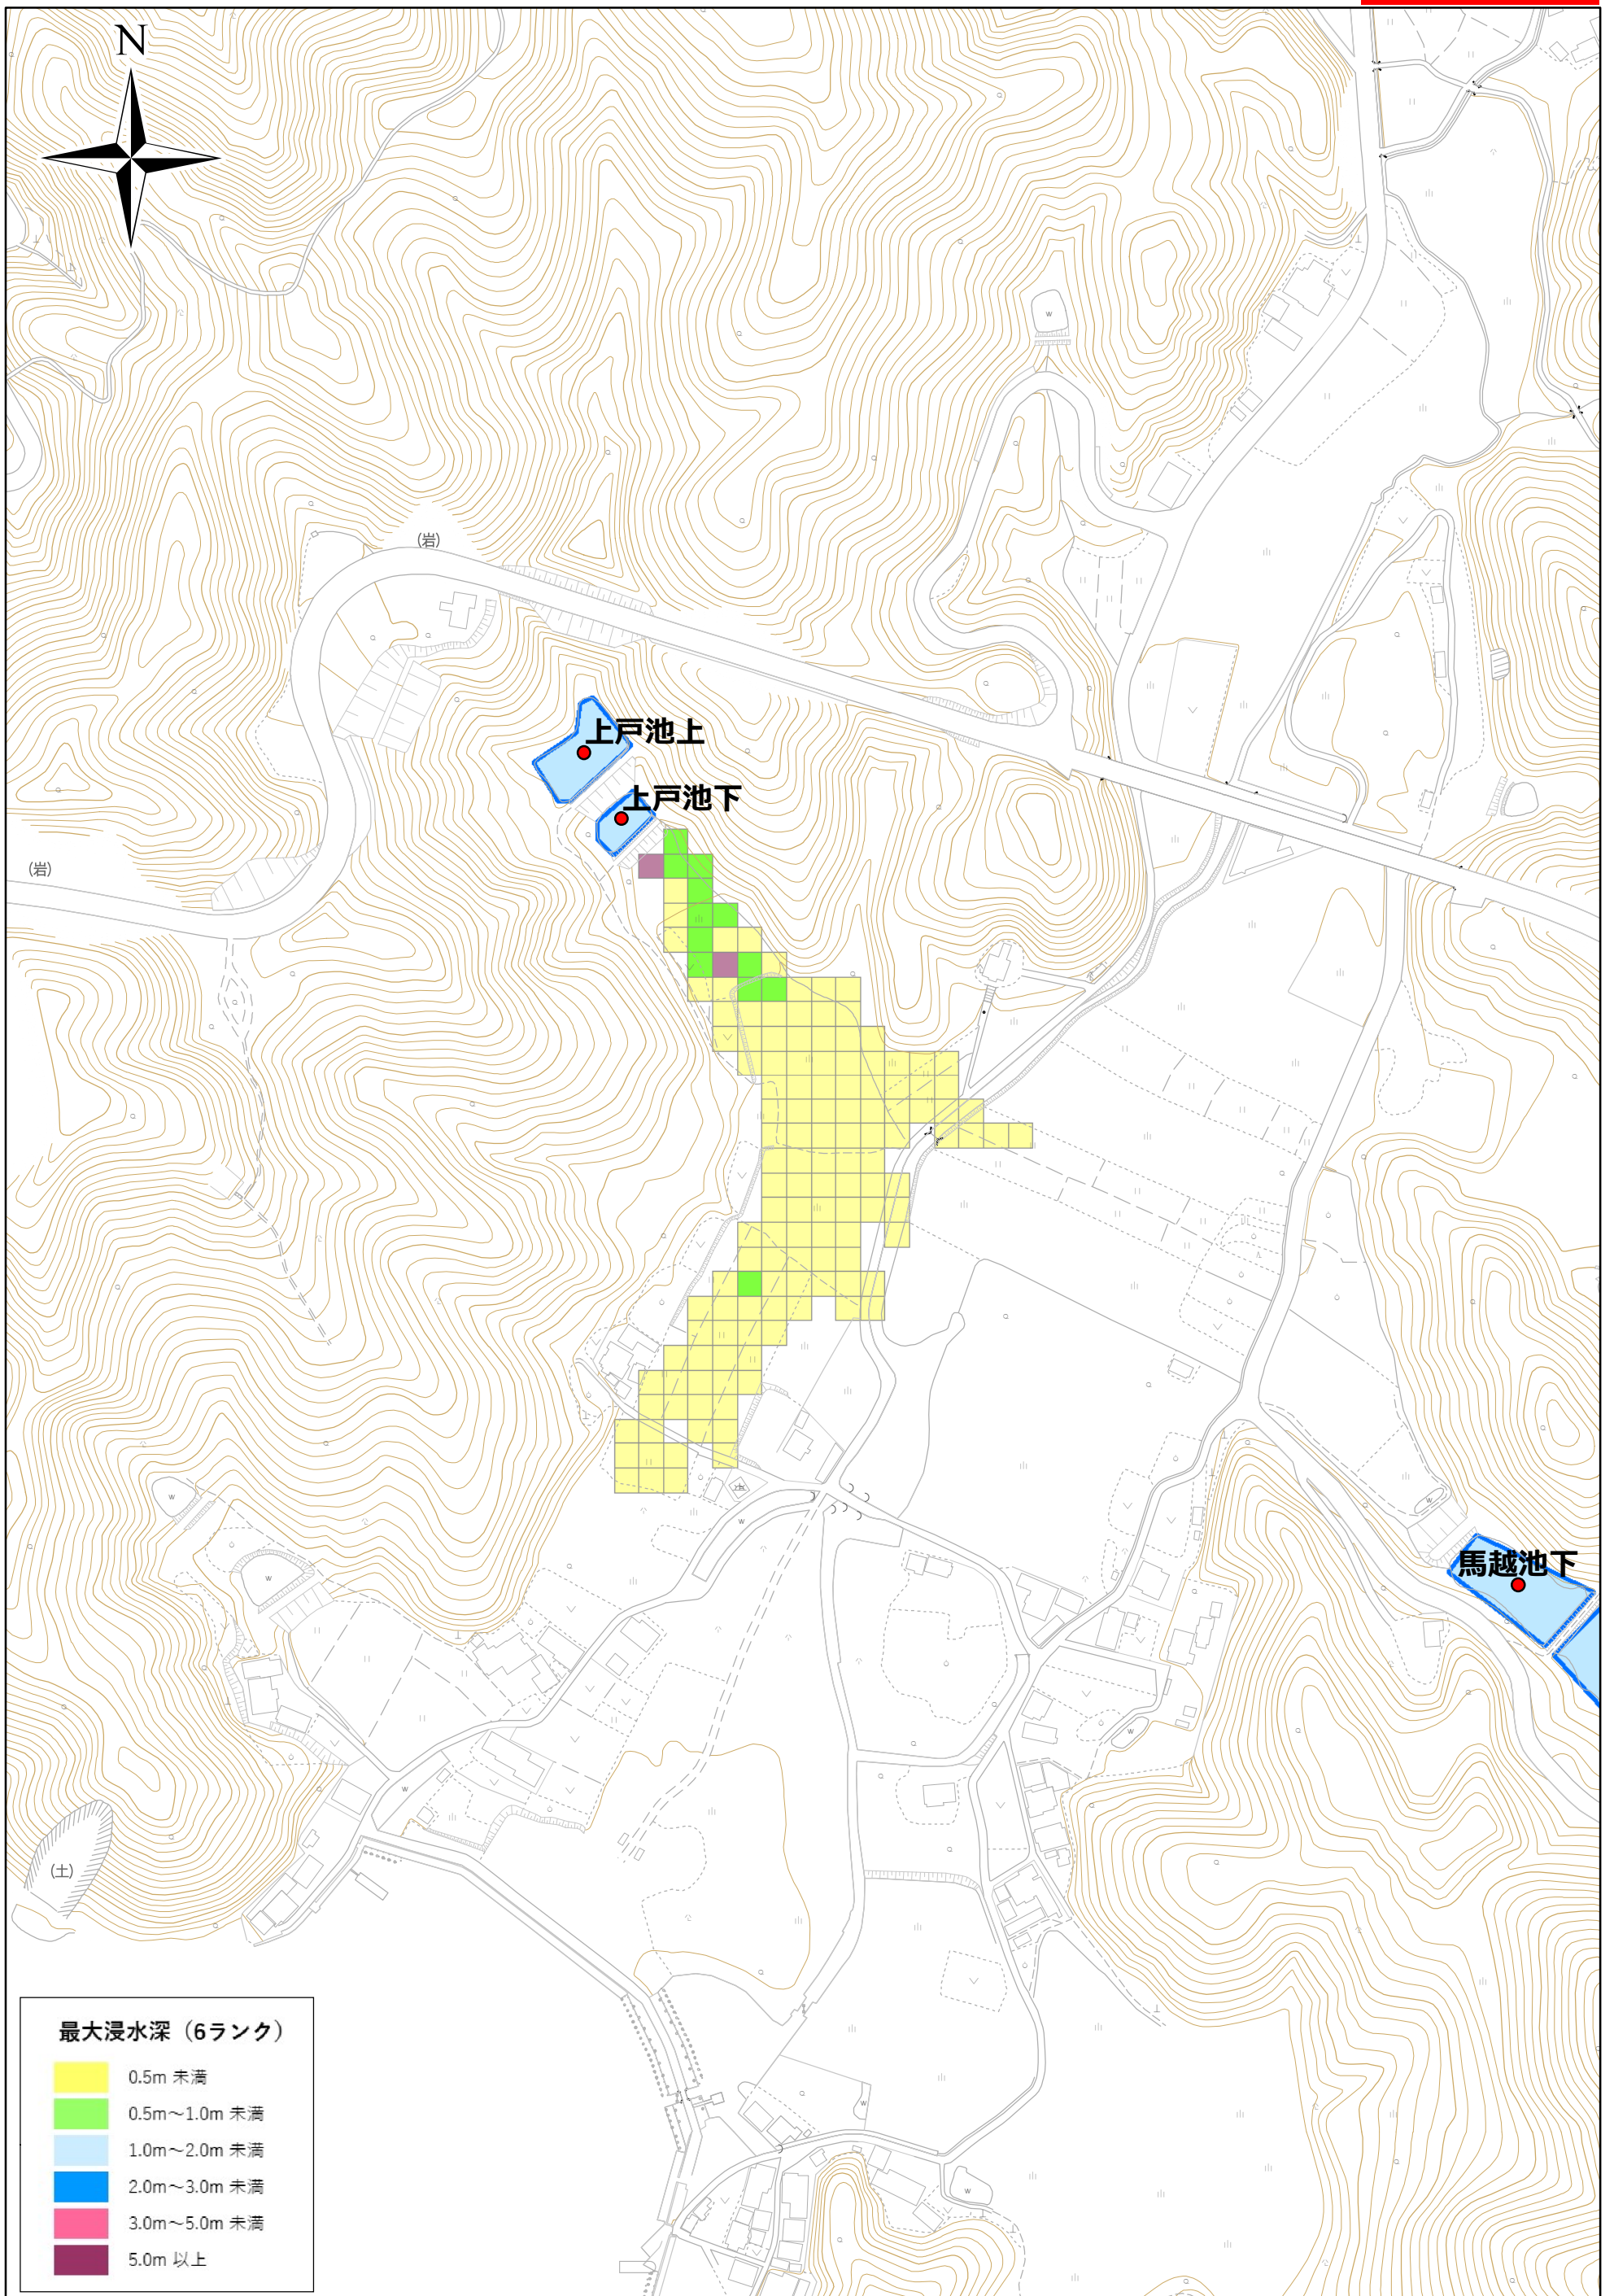 N
(岩)
上戸池上
上戸池下
(岩)
馬越池下
(土)
最大浸水深（6ランク）
0.5m 未満
0.5m～1.0m 未満
1.0m～2.0m 未満
2.0m～3.0m 未満
3.0m～5.0m 未満
5.0m 以上